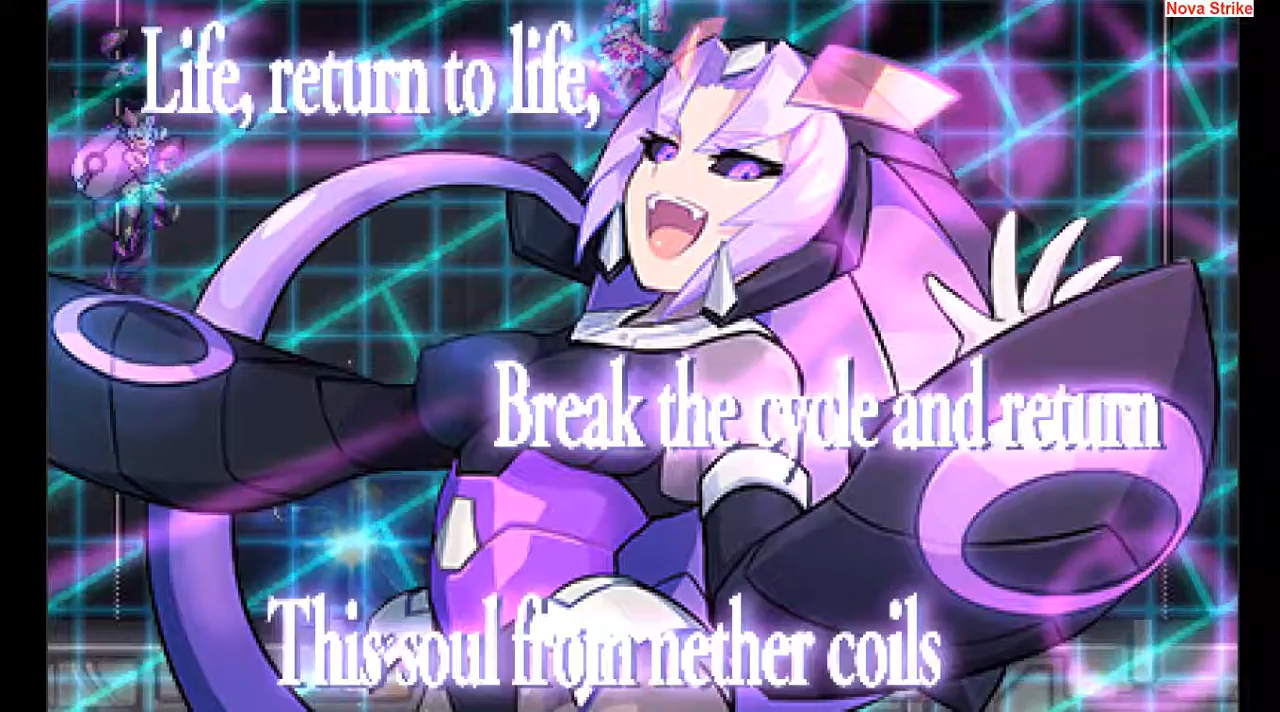 Nova Strike
Life, return to life,
Break the cycle and return
This soul from nether coils